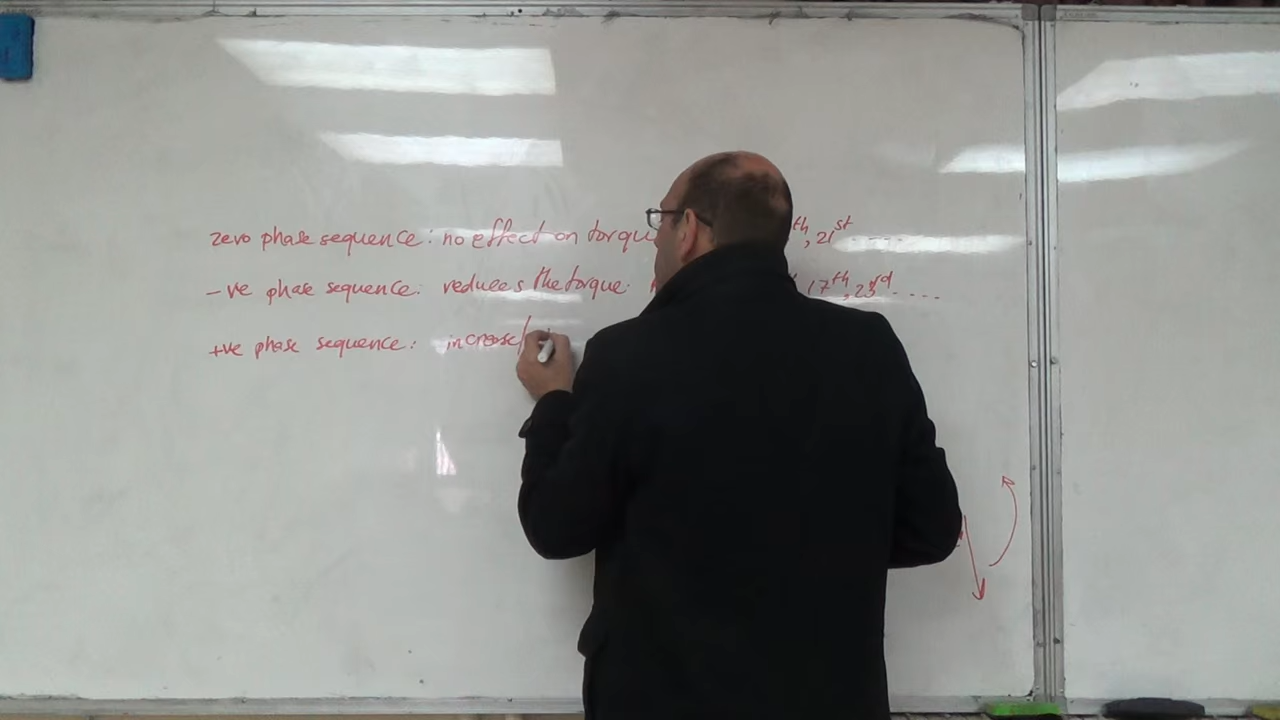 zero phase sequence: no effect on torqu th, 21st ....
-ve phase sequence: reduces the torque. 17th, 23rd ....
+ve phase sequence: increase/